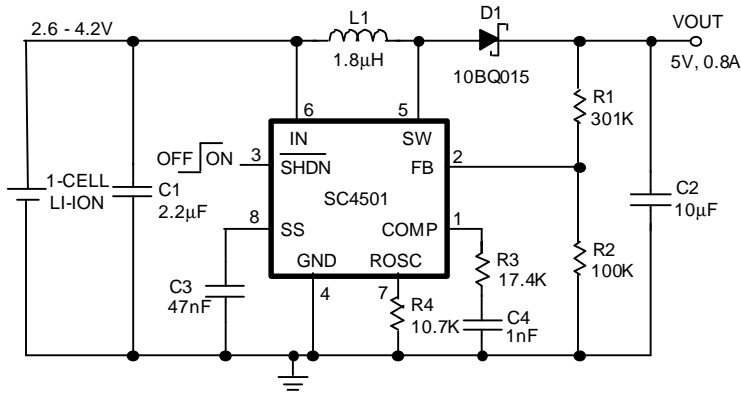 L1
D1
VOUT
2.6 - 4.2V
1.8µH
5V, 0.8A
10BQ015
R1
301K
6
5
IN
SW
OFF
ON
3
2
SHDN
FB
1-CELL
LI-ION
C1
2.2µF
SC4501
C2
10µF
8
1
SS
COMP
R2
100K
R3
17.4K
GND
ROSC
C3
47nF
4
7
R4
10.7K
C4
1nF